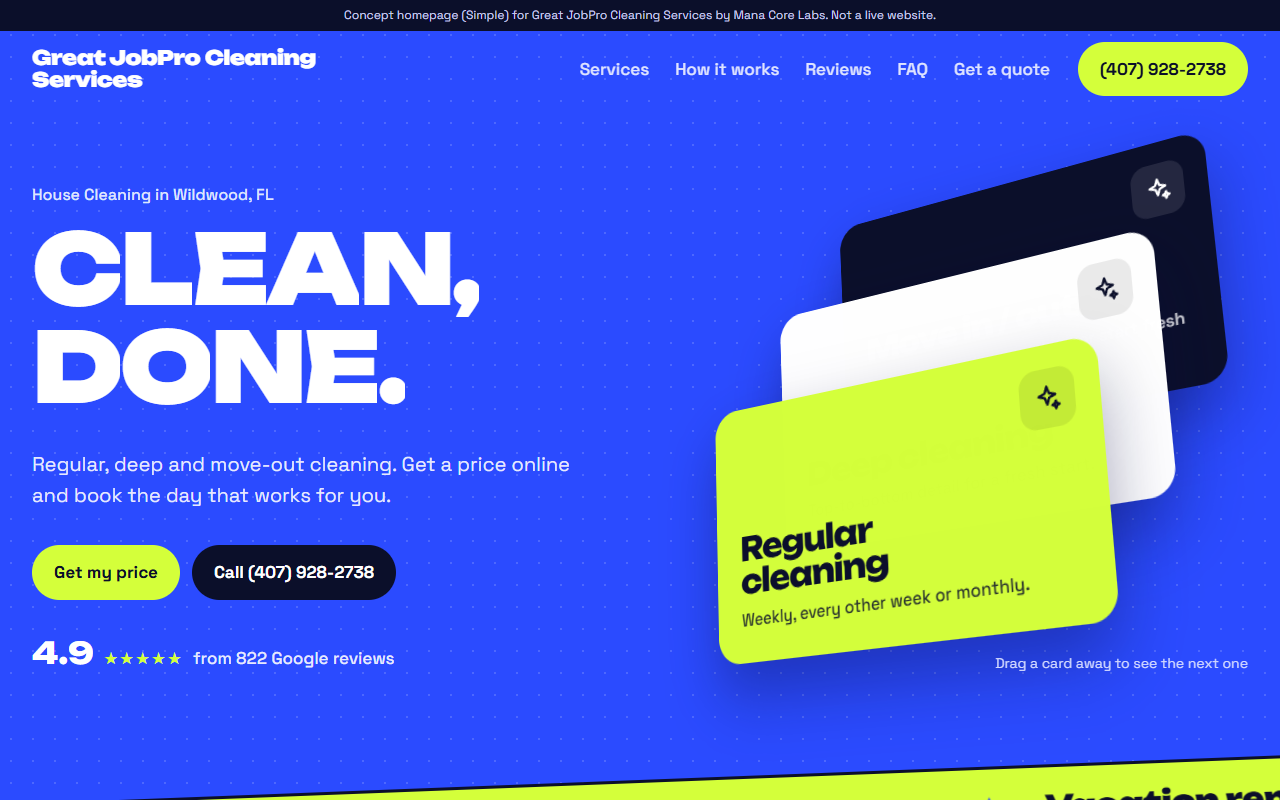 Concept homepage (Simple) for Great JobPro Cleaning Services by Mana Core Labs. Not a live website.
Great JobPro Cleaning
Services
Services
How it works
Reviews
FAQ
Get a quote
(407) 928-2738
House Cleaning in Wildwood, FL
CLEAN,
DONE.
Regular, deep and move-out cleaning. Get a price online
and book the day that works for you.
Get my price
Call (407) 928-2738
4.9 ★★★★★ from 822 Google reviews
Regular
cleaning
Weekly, every other week or monthly.
Drag a card away to see the next one